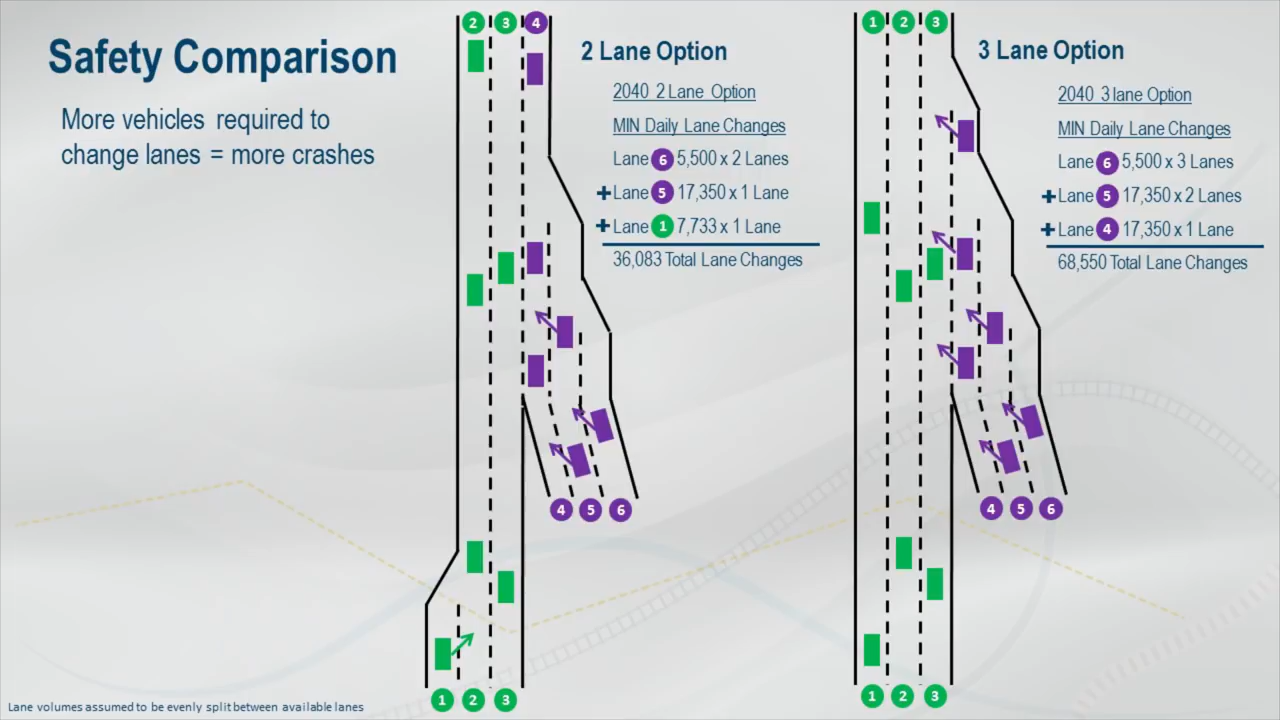 Safety Comparison
More vehicles required to
change lanes = more crashes
2 3 4
2 Lane Option
2040 2 Lane Option
MIN Daily Lane Changes
Lane 6 5,500 x 2 Lanes
+Lane 5 17,350 x 1 Lane
+Lane 1 7,733 x 1 Lane
36,083 Total Lane Changes
4 5 6
1 2 3
1 2 3
3 Lane Option
2040 3 lane Option
MIN Daily Lane Changes
Lane 6 5,500 x 3 Lanes
+Lane 5 17,350 x 2 Lanes
+Lane 4 17,350 x 1 Lane
68,550 Total Lane Changes
4 5 6
1 2 3
Lane volumes assumed to be evenly split between available lanes